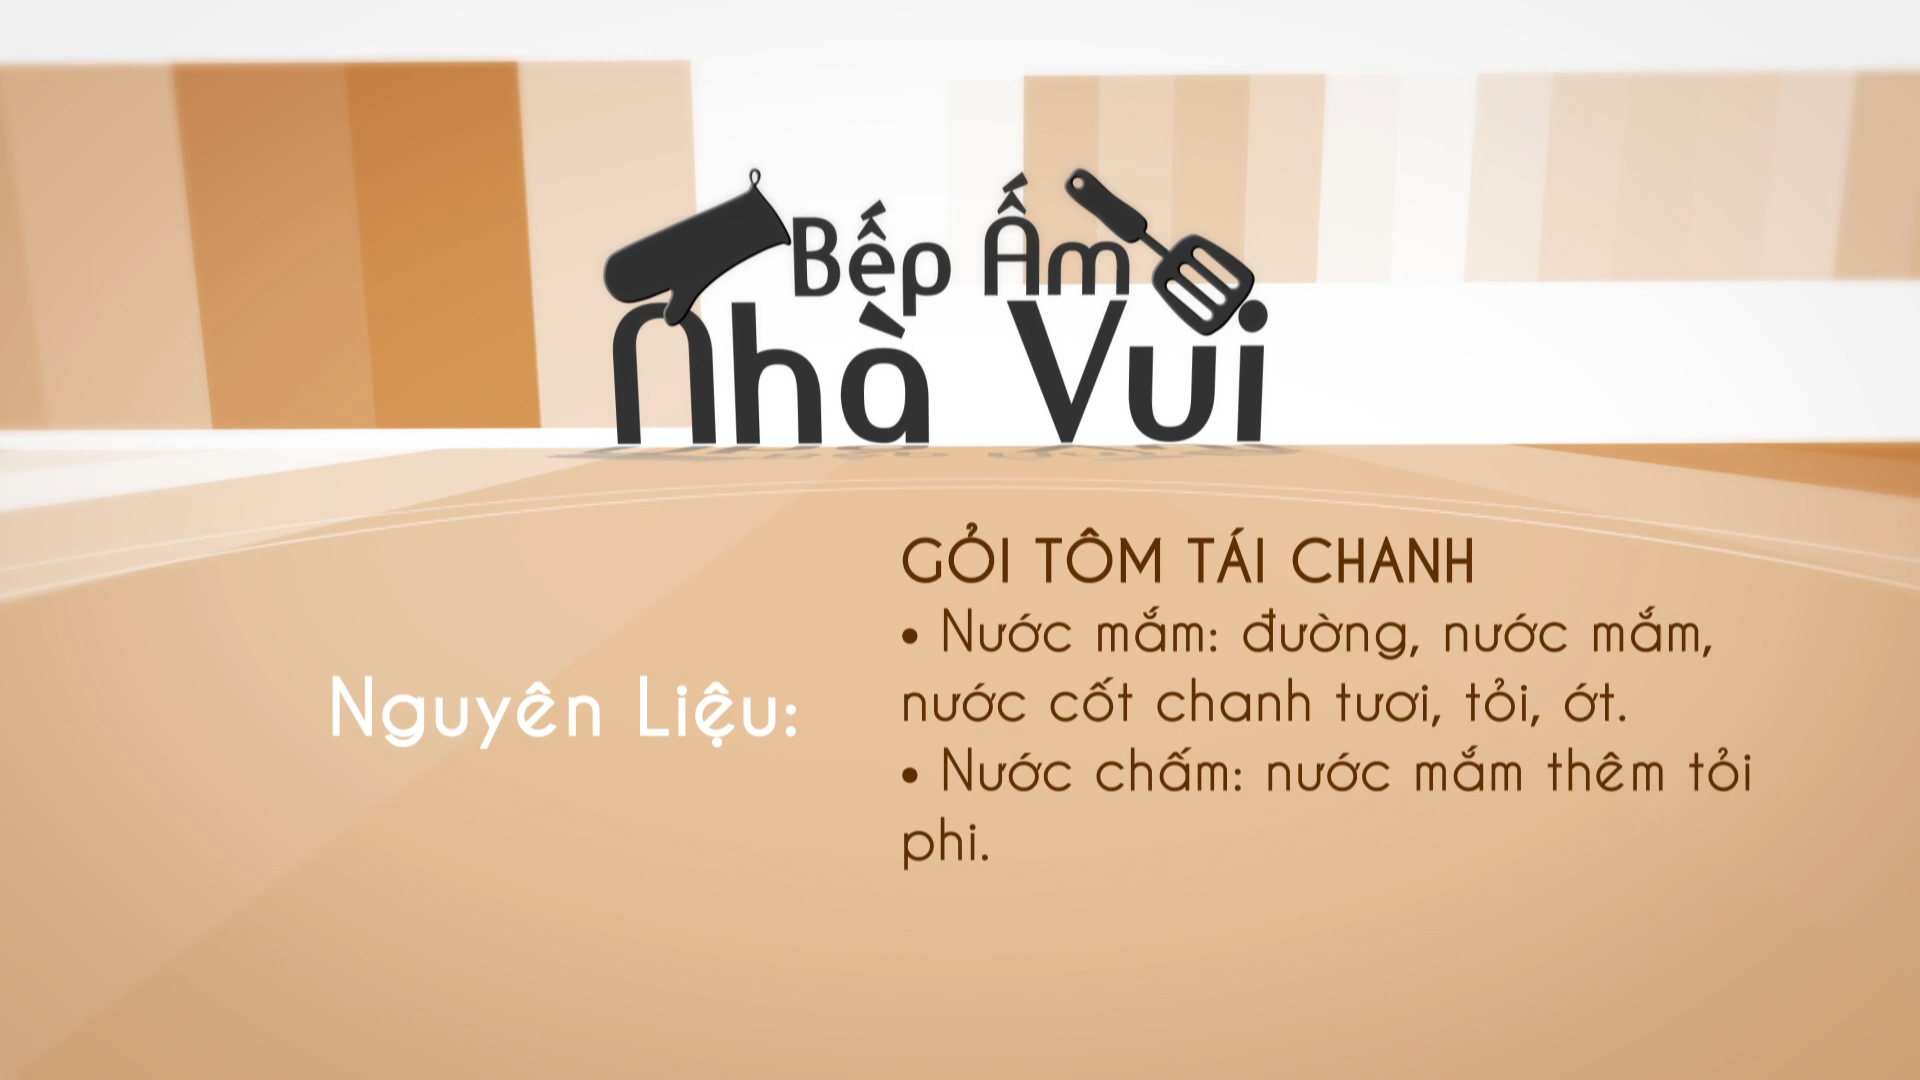 Bếp Ấm
Nhà Vui
Nguyên Liệu:
GỎI TÔM TÁI CHANH
• Nước mắm: đường, nước mắm,
nước cốt chanh tươi, tỏi, ớt.
• Nước chấm: nước mắm thêm tỏi
phi.